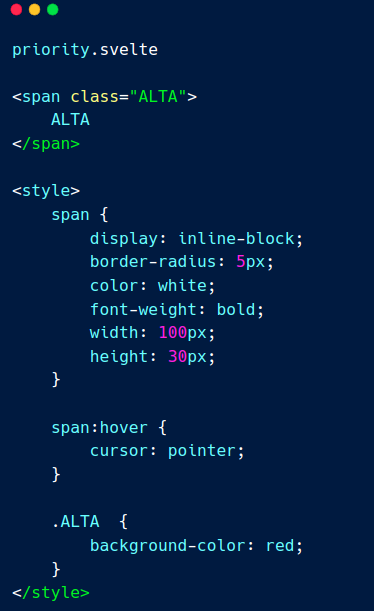 priority.svelte
<span class="ALTA">
    ALTA
</span>
<style>
    span {
        display: inline-block;
        border-radius: 5px;
        color: white;
        font-weight: bold;
        width: 100px;
        height: 30px;
    }
    span:hover {
        cursor: pointer;
    }
    .ALTA  {
        background-color: red;
    }
</style>